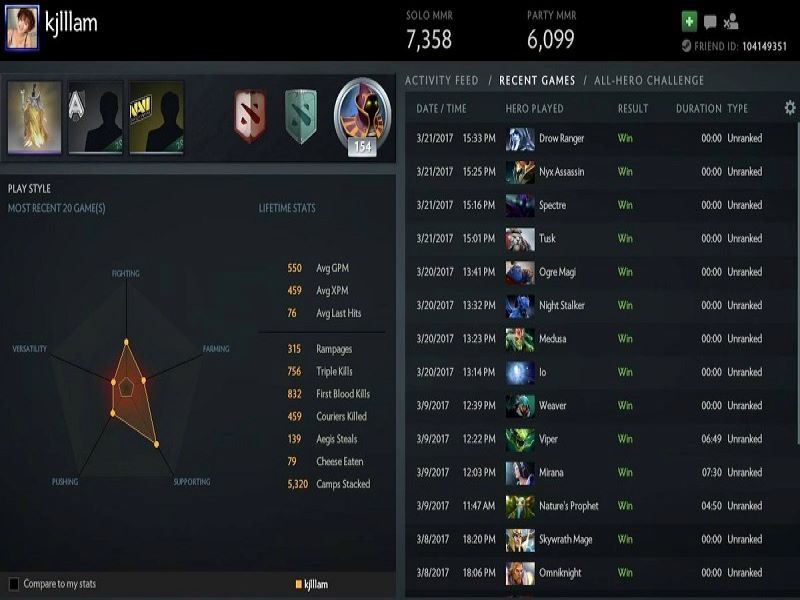 kjlllam
SOLO MMR PARTY MMR
7,358 6,099
FRIEND ID: 104149351
154
ACTIVITY FEED / RECENT GAMES / ALL-HERO CHALLENGE
DATE / TIME HERO PLAYED RESULT DURATION TYPE
3/21/2017 15:33 PM Drow Ranger Win 00:00 Unranked
3/21/2017 15:25 PM Nyx Assassin Win 00:00 Unranked
3/21/2017 15:16 PM Spectre Win 00:00 Unranked
3/21/2017 15:01 PM Tusk Win 00:00 Unranked
3/20/2017 13:41 PM Ogre Magi Win 00:00 Unranked
3/20/2017 13:32 PM Night Stalker Win 00:00 Unranked
3/20/2017 13:23 PM Medusa Win 00:00 Unranked
3/20/2017 13:14 PM Io Win 00:00 Unranked
3/9/2017 12:39 PM Weaver Win 00:00 Unranked
3/9/2017 12:22 PM Viper Win 06:49 Unranked
3/9/2017 12:03 PM Mirana Win 07:30 Unranked
3/9/2017 11:47 AM Nature's Prophet Win 04:50 Unranked
3/8/2017 18:20 PM Skywrath Mage Win 00:00 Unranked
3/8/2017 18:06 PM Omniknight Win 00:00 Unranked
PLAY STYLE
MOST RECENT 20 GAME(S) LIFETIME STATS
FIGHTING
VERSATILITY FARMING
PUSHING SUPPORTING
550 Avg GPM
459 Avg XPM
76 Avg Last Hits
315 Rampages
756 Triple Kills
832 First Blood Kills
459 Couriers Killed
139 Aegis Steals
79 Cheese Eaten
5,320 Camps Stacked
Compare to my stats kjlllam